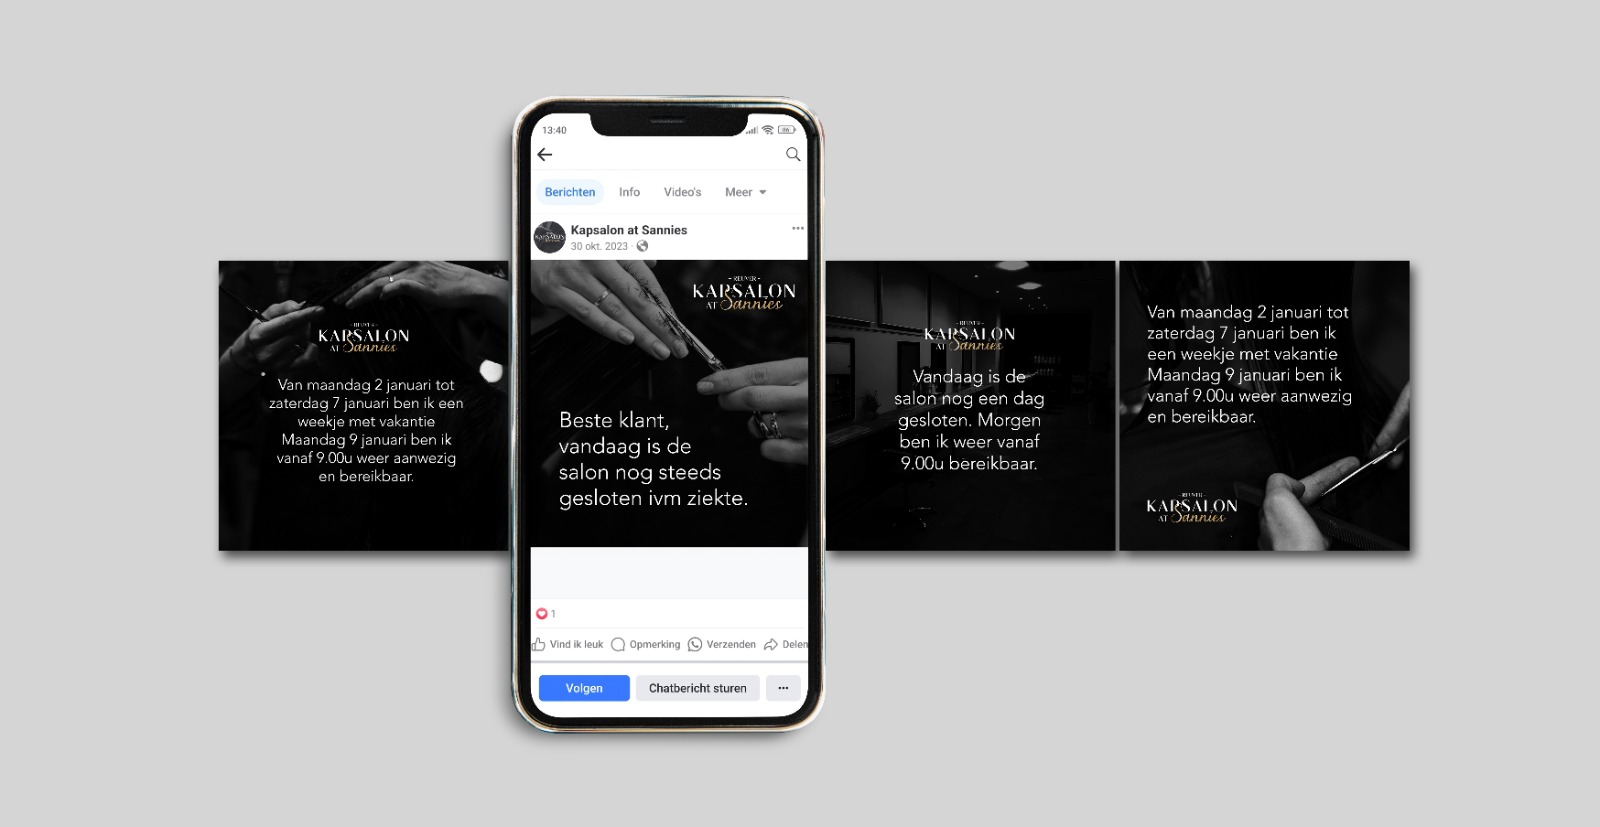 - REUVER -
KAPSALON
AT Sannies
Van maandag 2 januari tot
zaterdag 7 januari ben ik een
weekje met vakantie
Maandag 9 januari ben ik
vanaf 9.00u weer aanwezig
en bereikbaar.
13:40
Berichten Info Video's Meer
Kapsalon at Sannies
30 okt. 2023 ·
- REUVER -
KAPSALON
AT Sannies
Beste klant,
vandaag is de
salon nog steeds
gesloten ivm ziekte.
1
Vind ik leuk Opmerking Verzenden Delen
Volgen Chatbericht sturen ...
- REUVER -
KAPSALON
AT Sannies
Vandaag is de
salon nog een dag
gesloten. Morgen
ben ik weer vanaf
9.00u bereikbaar.
Van maandag 2 januari tot
zaterdag 7 januari ben ik
een weekje met vakantie
Maandag 9 januari ben ik
vanaf 9.00u weer aanwezig
en bereikbaar.
- REUVER -
KAPSALON
AT Sannies